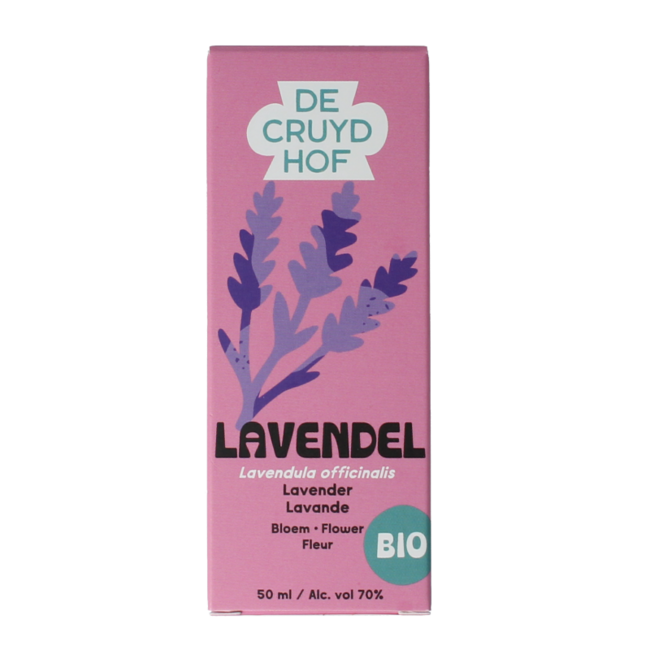 DE
CRUYD
HOF
LAVENDEL
Lavendula officinalis
Lavender
Lavande
Bloem • Flower
Fleur
BIO
50 ml / Alc. vol 70%